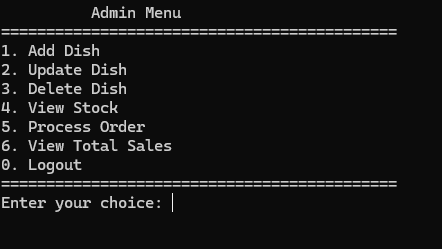 Admin Menu
============================================
1. Add Dish
2. Update Dish
3. Delete Dish
4. View Stock
5. Process Order
6. View Total Sales
0. Logout
============================================
Enter your choice: